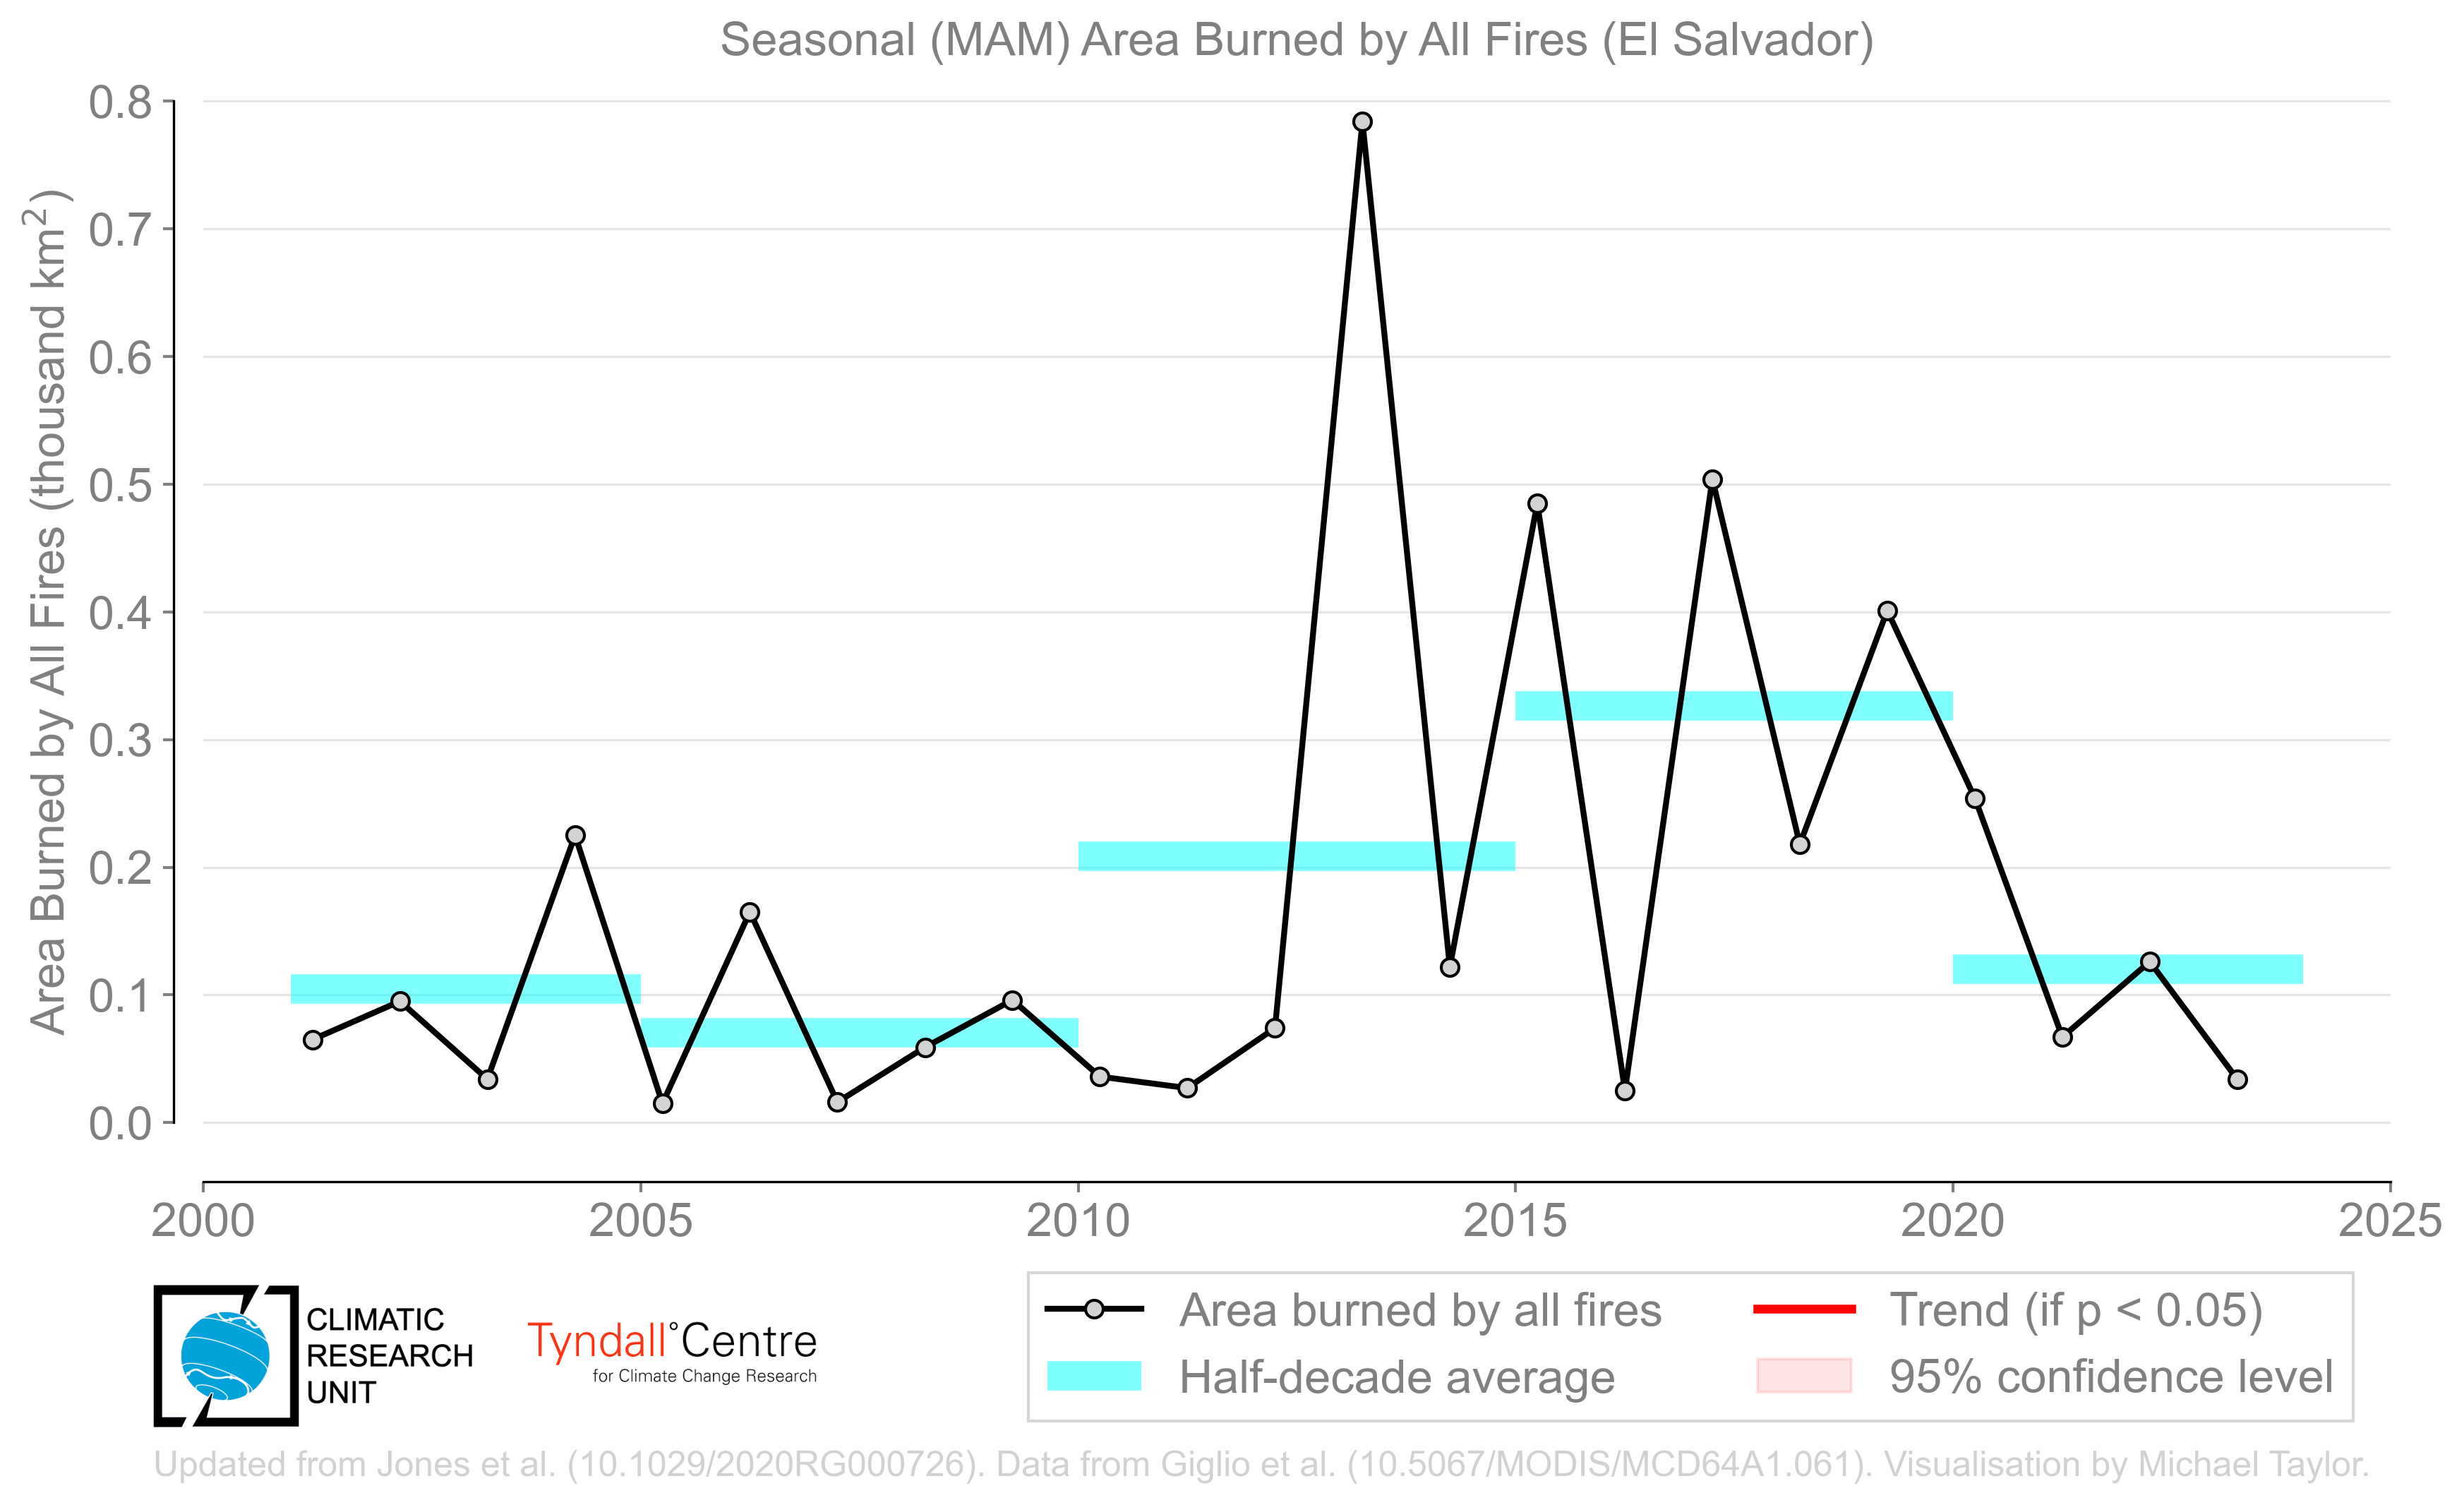 Seasonal (MAM) Area Burned by All Fires (El Salvador)
Area Burned by All Fires (thousand km²)
0.8
0.7
0.6
0.5
0.4
0.3
0.2
0.1
0.0
2000 2005 2010 2015 2020 2025
Area burned by all fires
Half-decade average
Trend (if p < 0.05)
95% confidence level
CLIMATIC
RESEARCH
UNIT
Tyndall°Centre
for Climate Change Research
Updated from Jones et al. (10.1029/2020RG000726). Data from Giglio et al. (10.5067/MODIS/MCD64A1.061). Visualisation by Michael Taylor.